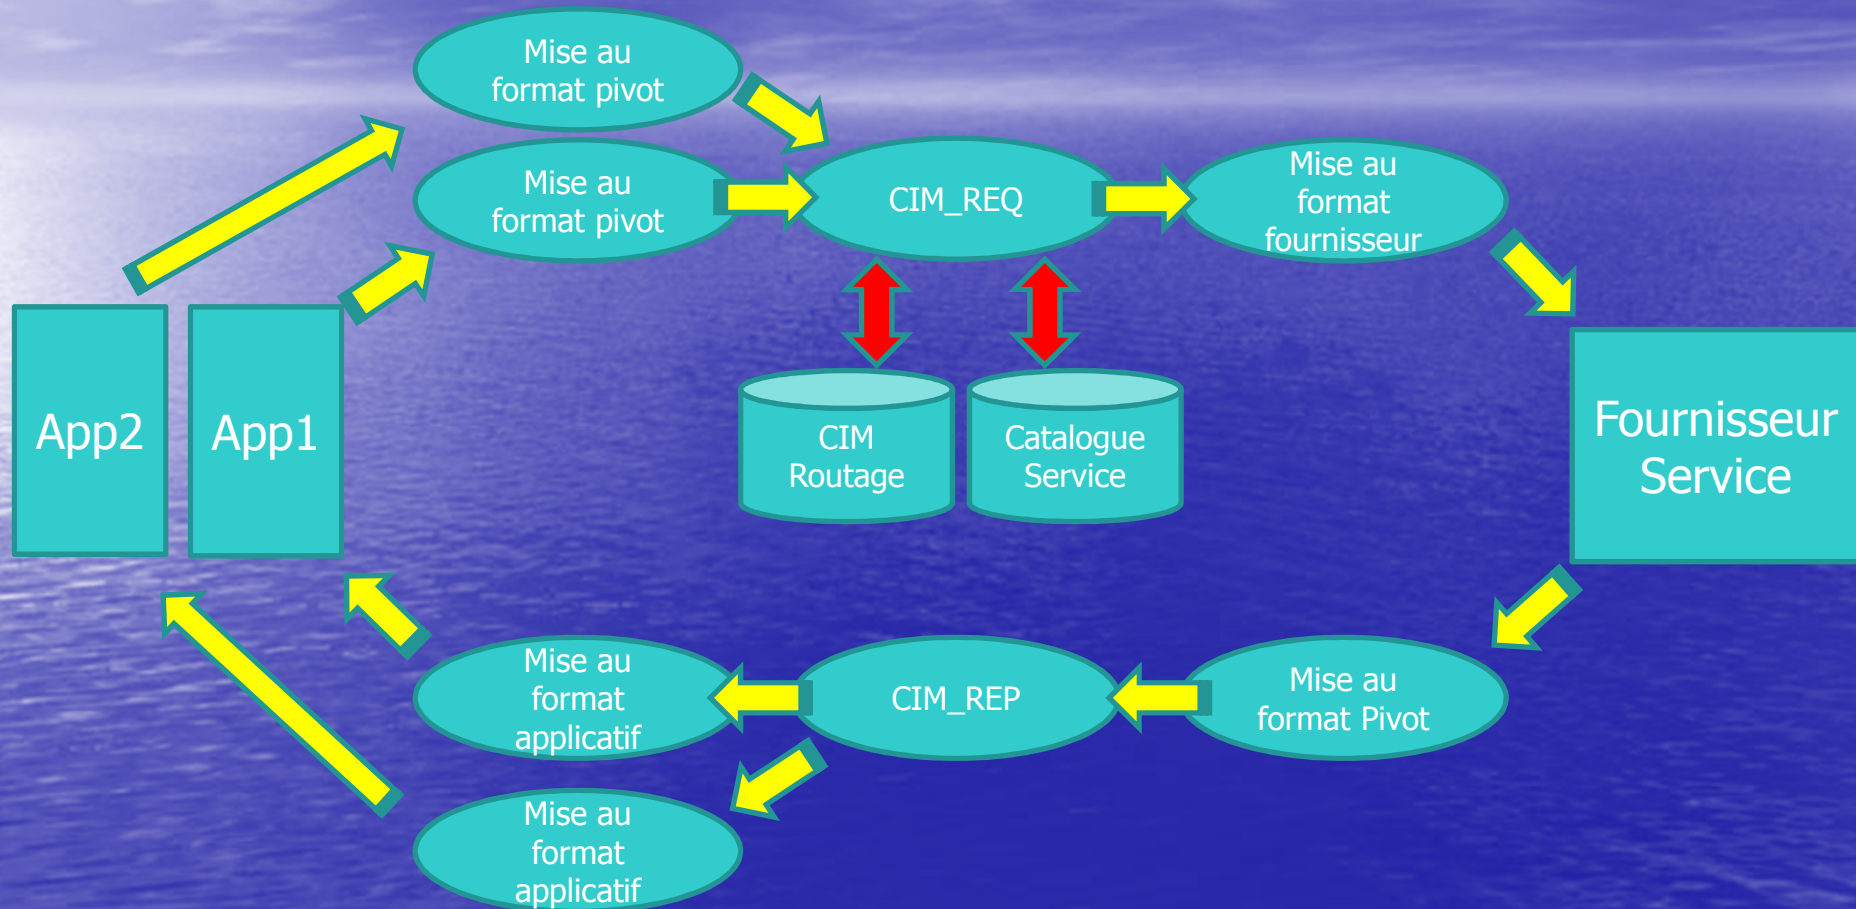 Mise au
format pivot
Mise au
format pivot
CIM_REQ
Mise au
format
fournisseur
App2
App1
CIM
Routage
Catalogue
Service
Fournisseur
Service
Mise au
format
applicatif
CIM_REP
Mise au
format Pivot
Mise au
format
applicatif